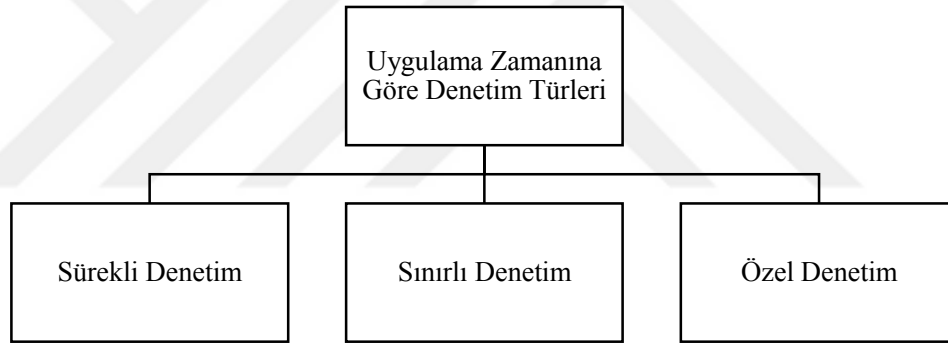 Uygulama Zamanına
Göre Denetim Türleri
Sürekli Denetim
Sınırlı Denetim
Özel Denetim